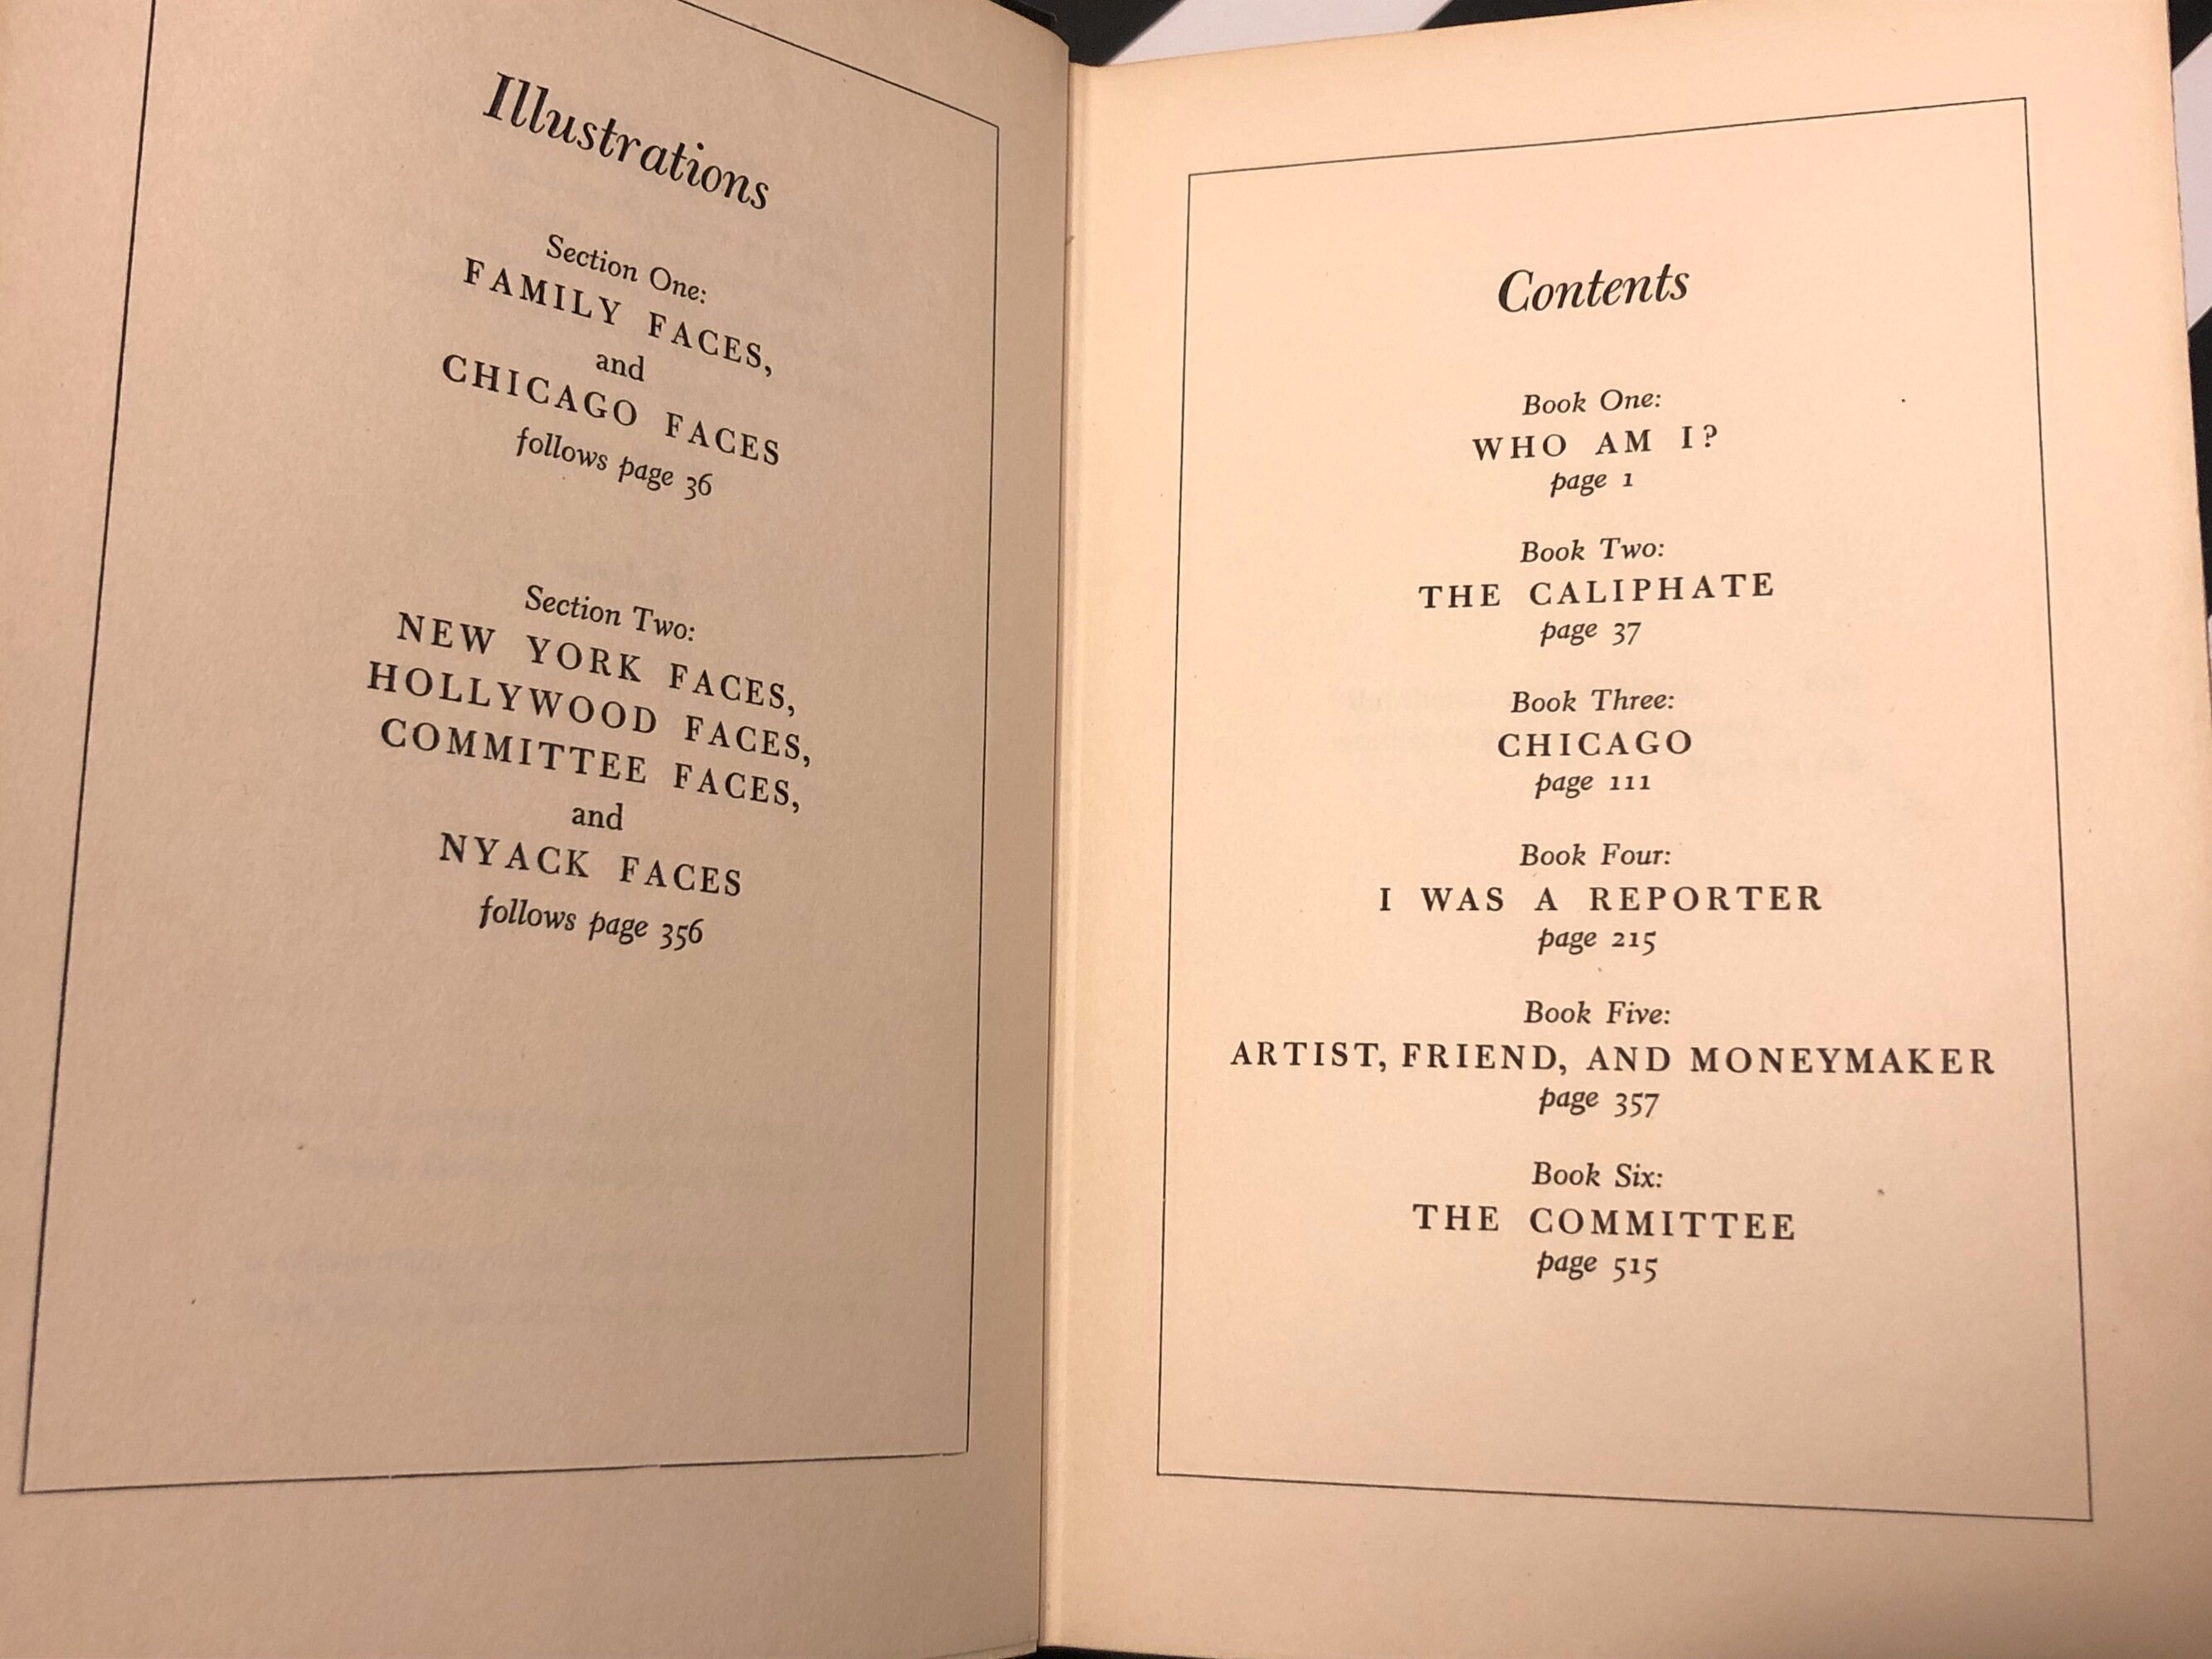 Illustrations
Section One:
FAMILY FACES,
and
CHICAGO FACES
follows page 36
Section Two:
NEW YORK FACES,
HOLLYWOOD FACES,
COMMITTEE FACES,
and
NYACK FACES
follows page 356
Contents
Book One:
WHO AM I?
page 1
Book Two:
THE CALIPHATE
page 37
Book Three:
CHICAGO
page 111
Book Four:
I WAS A REPORTER
page 215
Book Five:
ARTIST, FRIEND, AND MONEYMAKER
page 357
Book Six:
THE COMMITTEE
page 515